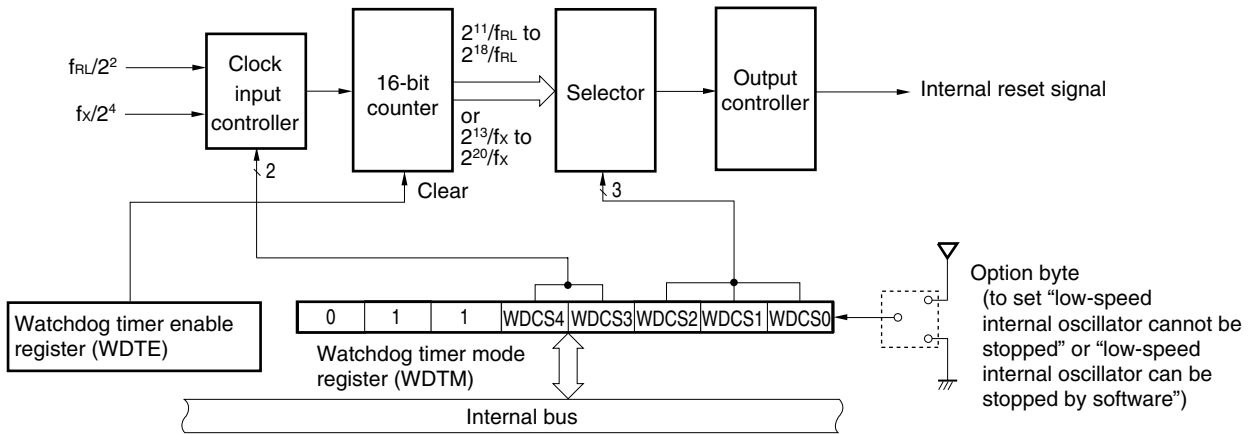 fRL/2²
fX/2⁴
Clock
input
controller
2
16-bit
counter
Clear
2¹¹/fRL to
2¹⁸/fRL
or
2¹³/fX to
2²⁰/fX
Selector
3
Output
controller
Internal reset signal
Watchdog timer enable
register (WDTE)
0 1 1 WDCS4 WDCS3 WDCS2 WDCS1 WDCS0
Watchdog timer mode
register (WDTM)
Internal bus
Option byte
(to set “low-speed
internal oscillator cannot be
stopped” or “low-speed
internal oscillator can be
stopped by software”)